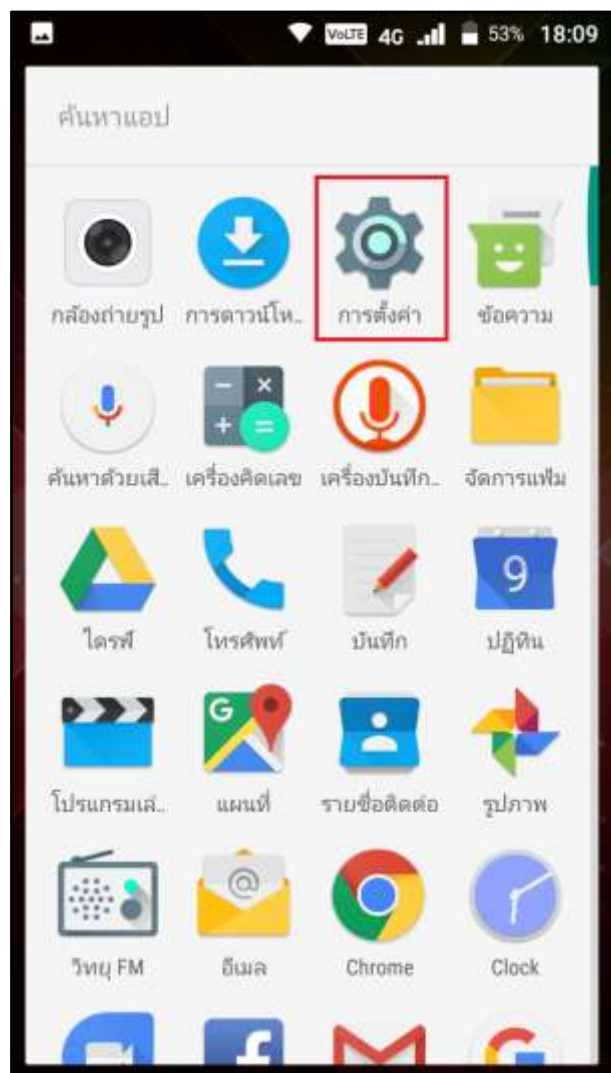 VoLTE 4G 53% 18:09
ค้นหาแอป
กล้องถ่ายรูป การดาวน์โห… การตั้งค่า ข้อความ
ค้นหาด้วยเสี… เครื่องคิดเลข เครื่องบันทึก… จัดการแฟ้ม
9
ไดรฟ์ โทรศัพท์ บันทึก ปฏิทิน
G
โปรแกรมเล่… แผนที่ รายชื่อติดต่อ รูปภาพ
@
วิทยุ FM อีเมล Chrome Clock